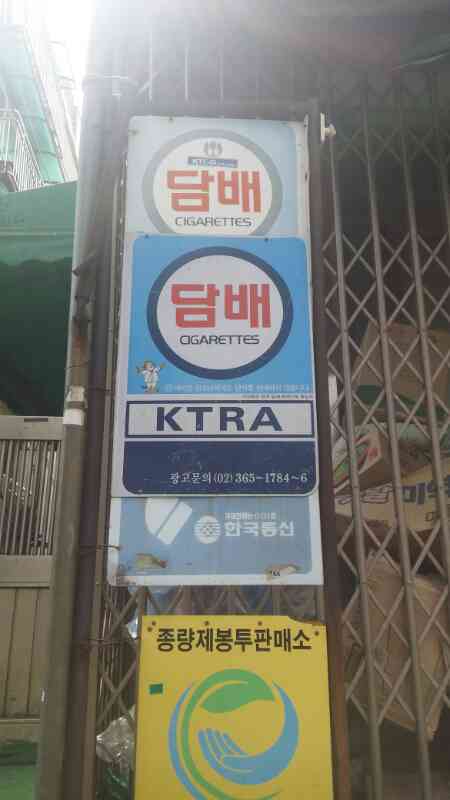 KT&G
담배
CIGARETTES
담배
CIGARETTES
KTRA
광고문의 (02) 365~1784~6
한국통신
종량제봉투판매소